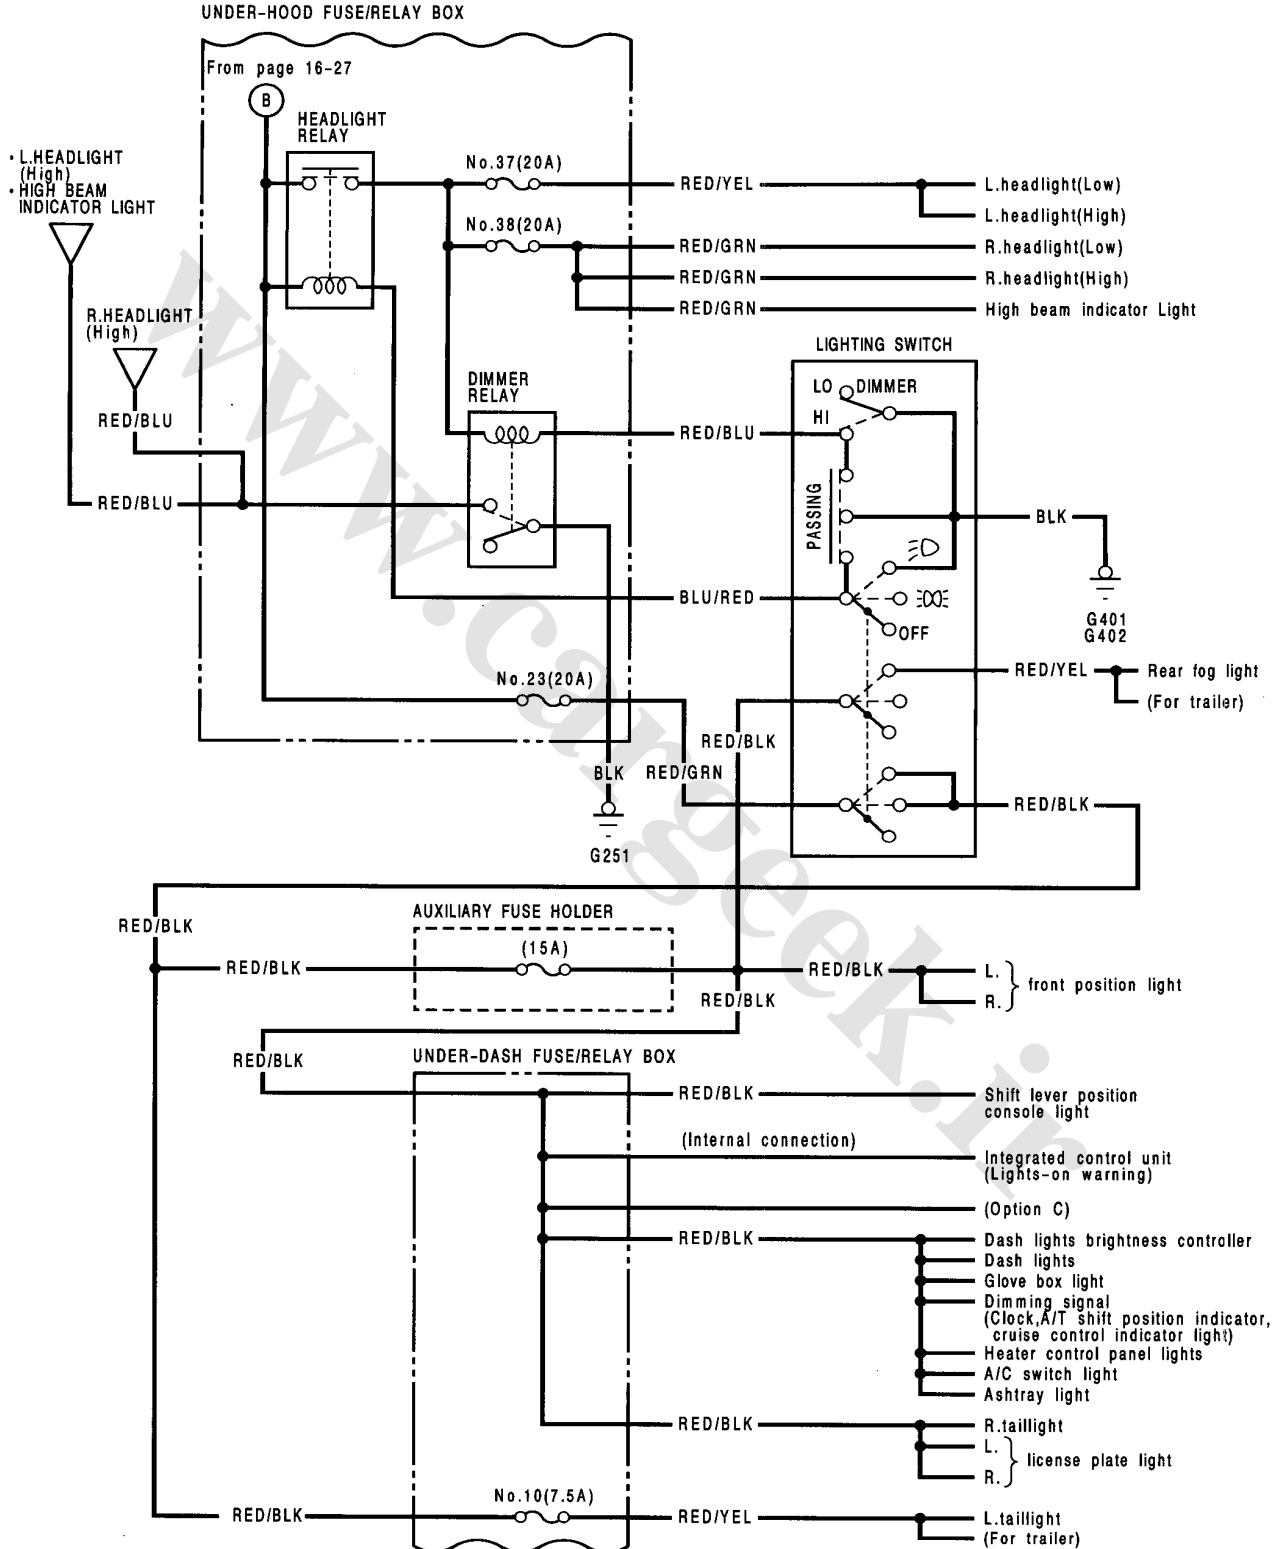 UNDER-HOOD FUSE/RELAY BOX
From page 16-27
B
HEADLIGHT
RELAY
· L.HEADLIGHT
(High)
· HIGH BEAM
INDICATOR LIGHT
No.37(20A)
RED/YEL
L.headlight(Low)
L.headlight(High)
No.38(20A)
RED/GRN
R.headlight(Low)
RED/GRN
R.headlight(High)
RED/GRN
High beam indicator Light
R.HEADLIGHT
(High)
LIGHTING SWITCH
DIMMER
RELAY
LO
DIMMER
HI
RED/BLU
RED/BLU
RED/BLU
PASSING
BLK
BLU/RED
OFF
G401
G402
No.23(20A)
RED/YEL
Rear fog light
(For trailer)
RED/BLK
BLK
RED/GRN
RED/BLK
G251
RED/BLK
AUXILIARY FUSE HOLDER
(15A)
RED/BLK
RED/BLK
L.
R.
front position light
RED/BLK
RED/BLK
UNDER-DASH FUSE/RELAY BOX
RED/BLK
Shift lever position
console light
(Internal connection)
Integrated control unit
(Lights-on warning)
(Option C)
RED/BLK
Dash lights brightness controller
Dash lights
Glove box light
Dimming signal
(Clock,A/T shift position indicator,
cruise control indicator light)
Heater control panel lights
A/C switch light
Ashtray light
RED/BLK
R.taillight
L.
R.
license plate light
RED/BLK
No.10(7.5A)
RED/YEL
L.taillight
(For trailer)
www.cargeek.ir